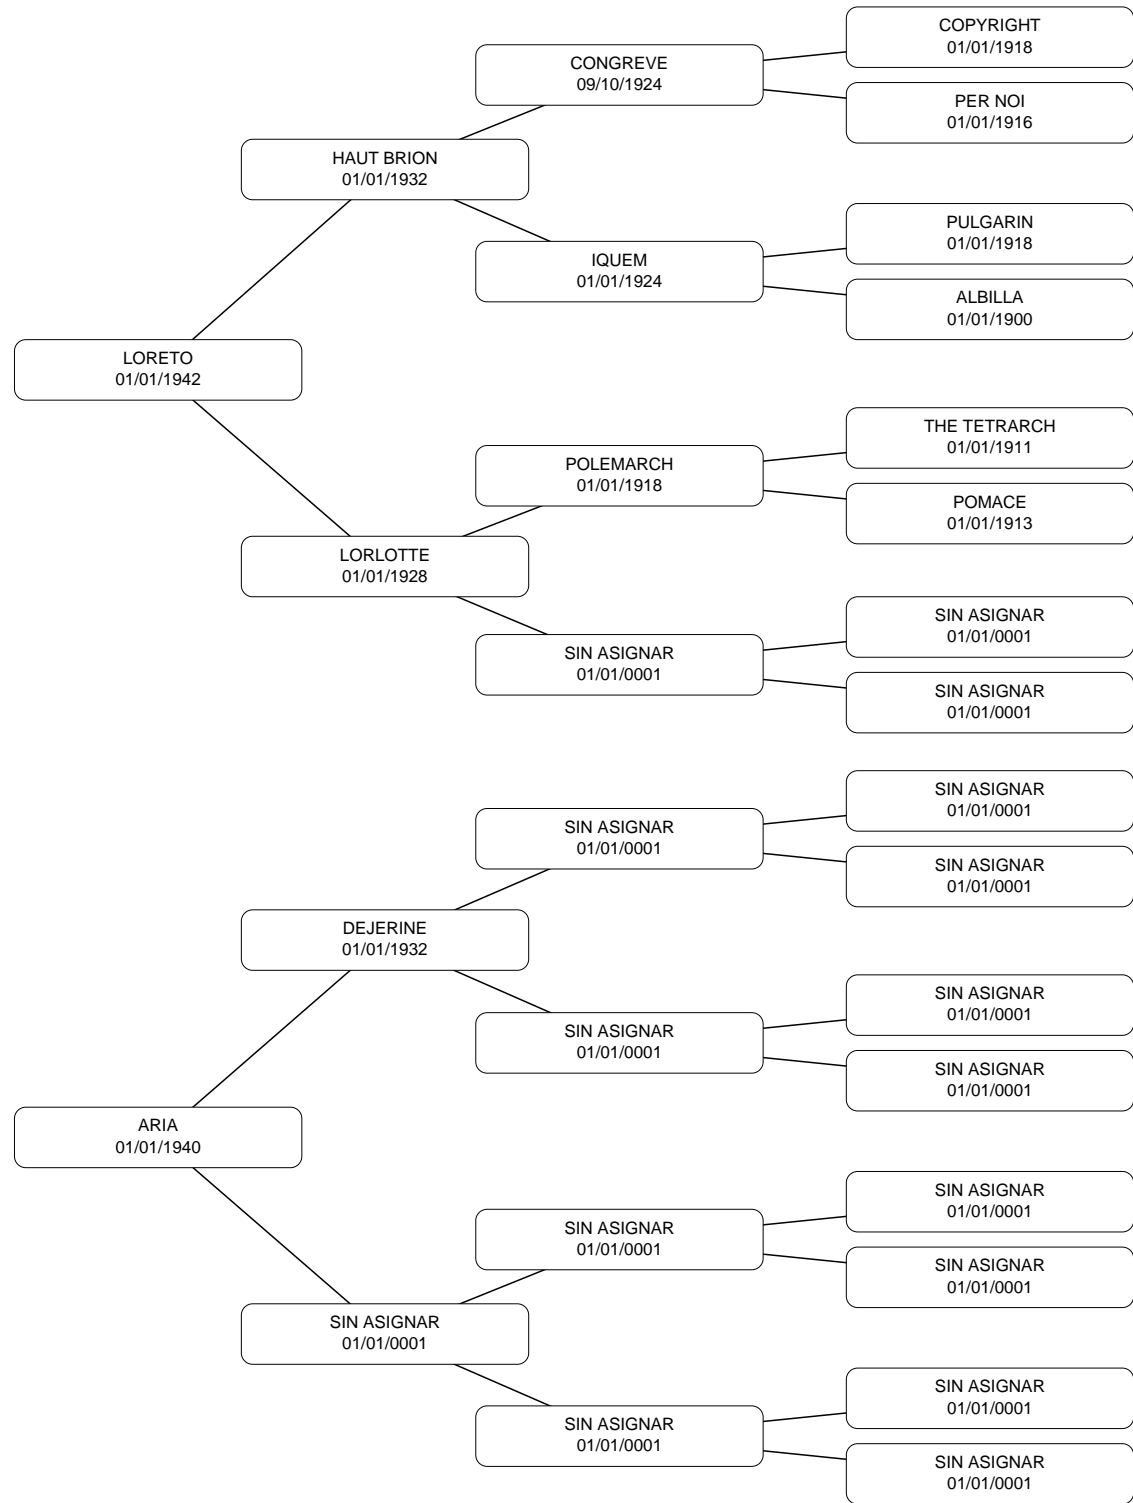 COPYRIGHT
01/01/1918
CONGREVE
09/10/1924
PER NOI
01/01/1916
HAUT BRION
01/01/1932
PULGARIN
01/01/1918
IQUEM
01/01/1924
ALBILLA
01/01/1900
LORETO
01/01/1942
THE TETRARCH
01/01/1911
POLEMARCH
01/01/1918
POMACE
01/01/1913
LORLOTTE
01/01/1928
SIN ASIGNAR
01/01/0001
SIN ASIGNAR
01/01/0001
SIN ASIGNAR
01/01/0001
SIN ASIGNAR
01/01/0001
SIN ASIGNAR
01/01/0001
SIN ASIGNAR
01/01/0001
DEJERINE
01/01/1932
SIN ASIGNAR
01/01/0001
SIN ASIGNAR
01/01/0001
SIN ASIGNAR
01/01/0001
ARIA
01/01/1940
SIN ASIGNAR
01/01/0001
SIN ASIGNAR
01/01/0001
SIN ASIGNAR
01/01/0001
SIN ASIGNAR
01/01/0001
SIN ASIGNAR
01/01/0001
SIN ASIGNAR
01/01/0001
SIN ASIGNAR
01/01/0001